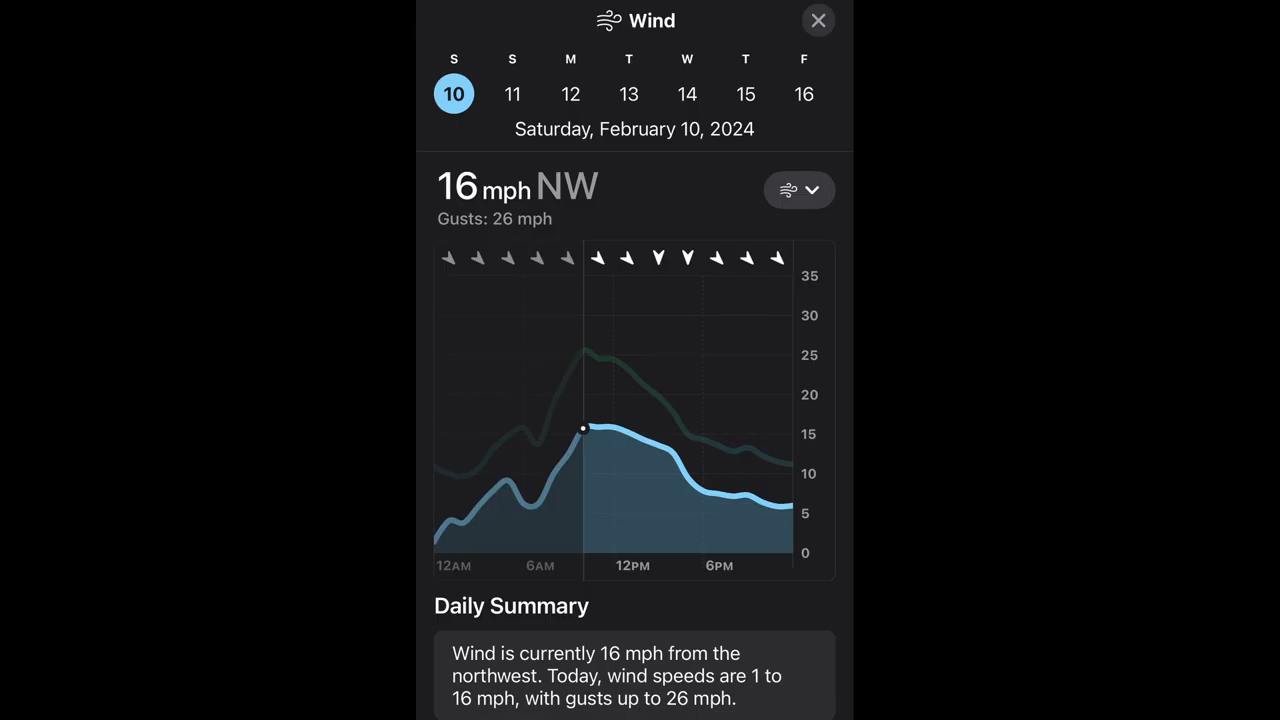 Wind
S S M T W T F
10 11 12 13 14 15 16
Saturday, February 10, 2024
16 mph NW
Gusts: 26 mph
35
30
25
20
15
10
5
0
12AM 6AM 12PM 6PM
Daily Summary
Wind is currently 16 mph from the
northwest. Today, wind speeds are 1 to
16 mph, with gusts up to 26 mph.